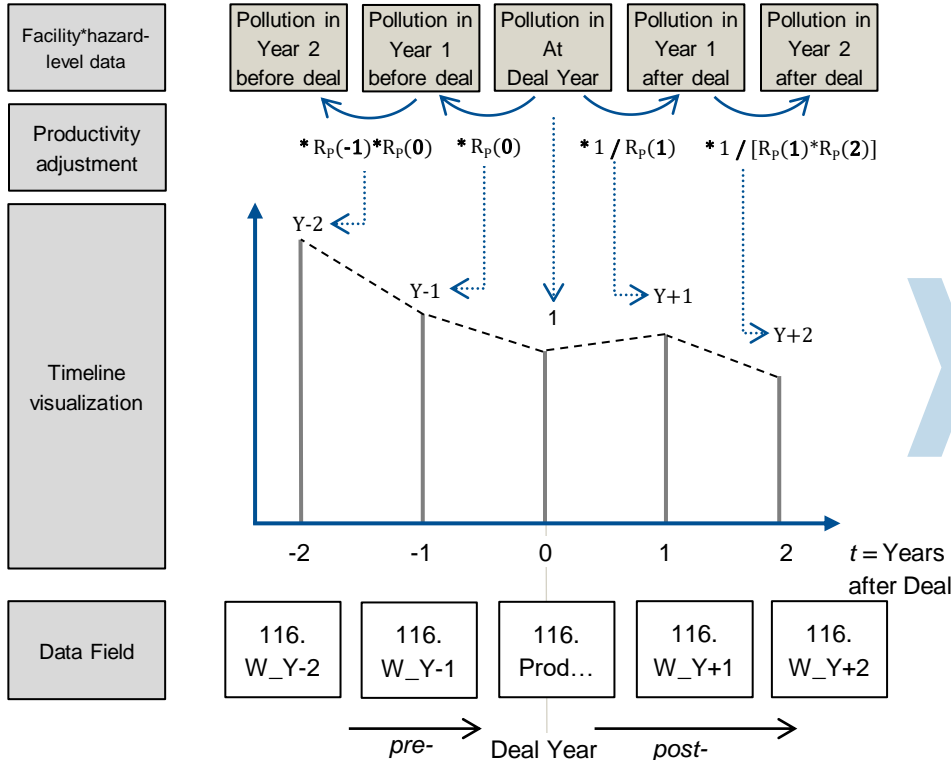 Facility*hazard-
level data
Pollution in
Year 2
before deal
Pollution in
Year 1
before deal
Pollution in
At
Deal Year
Pollution in
Year 1
after deal
Pollution in
Year 2
after deal
Productivity
adjustment
* R_P(-1)*R_P(0)
* R_P(0)
* 1 / R_P(1)
* 1 / [R_P(1)*R_P(2)]
Timeline
visualization
Y-2
Y-1
1
Y+1
Y+2
-2
-1
0
1
2
t = Years
after Deal
Data Field
116.
W_Y-2
116.
W_Y-1
116.
Prod…
116.
W_Y+1
116.
W_Y+2
pre-
Deal Year
post-